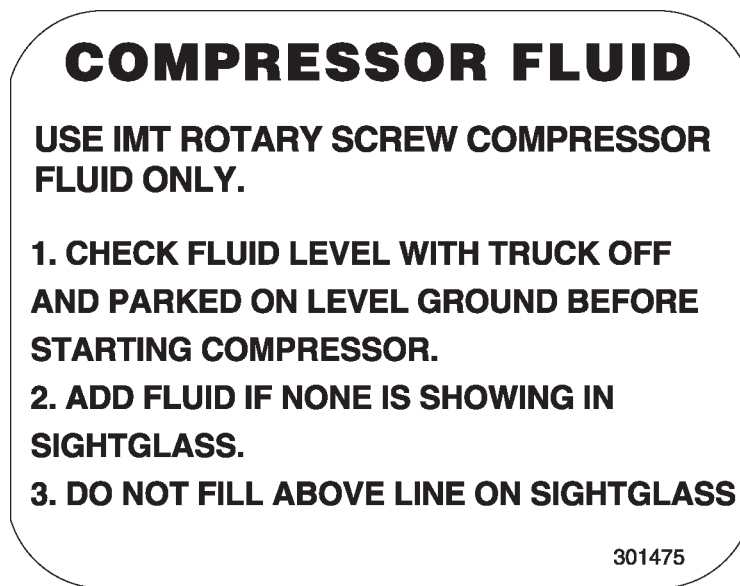 COMPRESSOR FLUID
USE IMT ROTARY SCREW COMPRESSOR
FLUID ONLY.
1. CHECK FLUID LEVEL WITH TRUCK OFF
AND PARKED ON LEVEL GROUND BEFORE
STARTING COMPRESSOR.
2. ADD FLUID IF NONE IS SHOWING IN
SIGHTGLASS.
3. DO NOT FILL ABOVE LINE ON SIGHTGLASS
301475